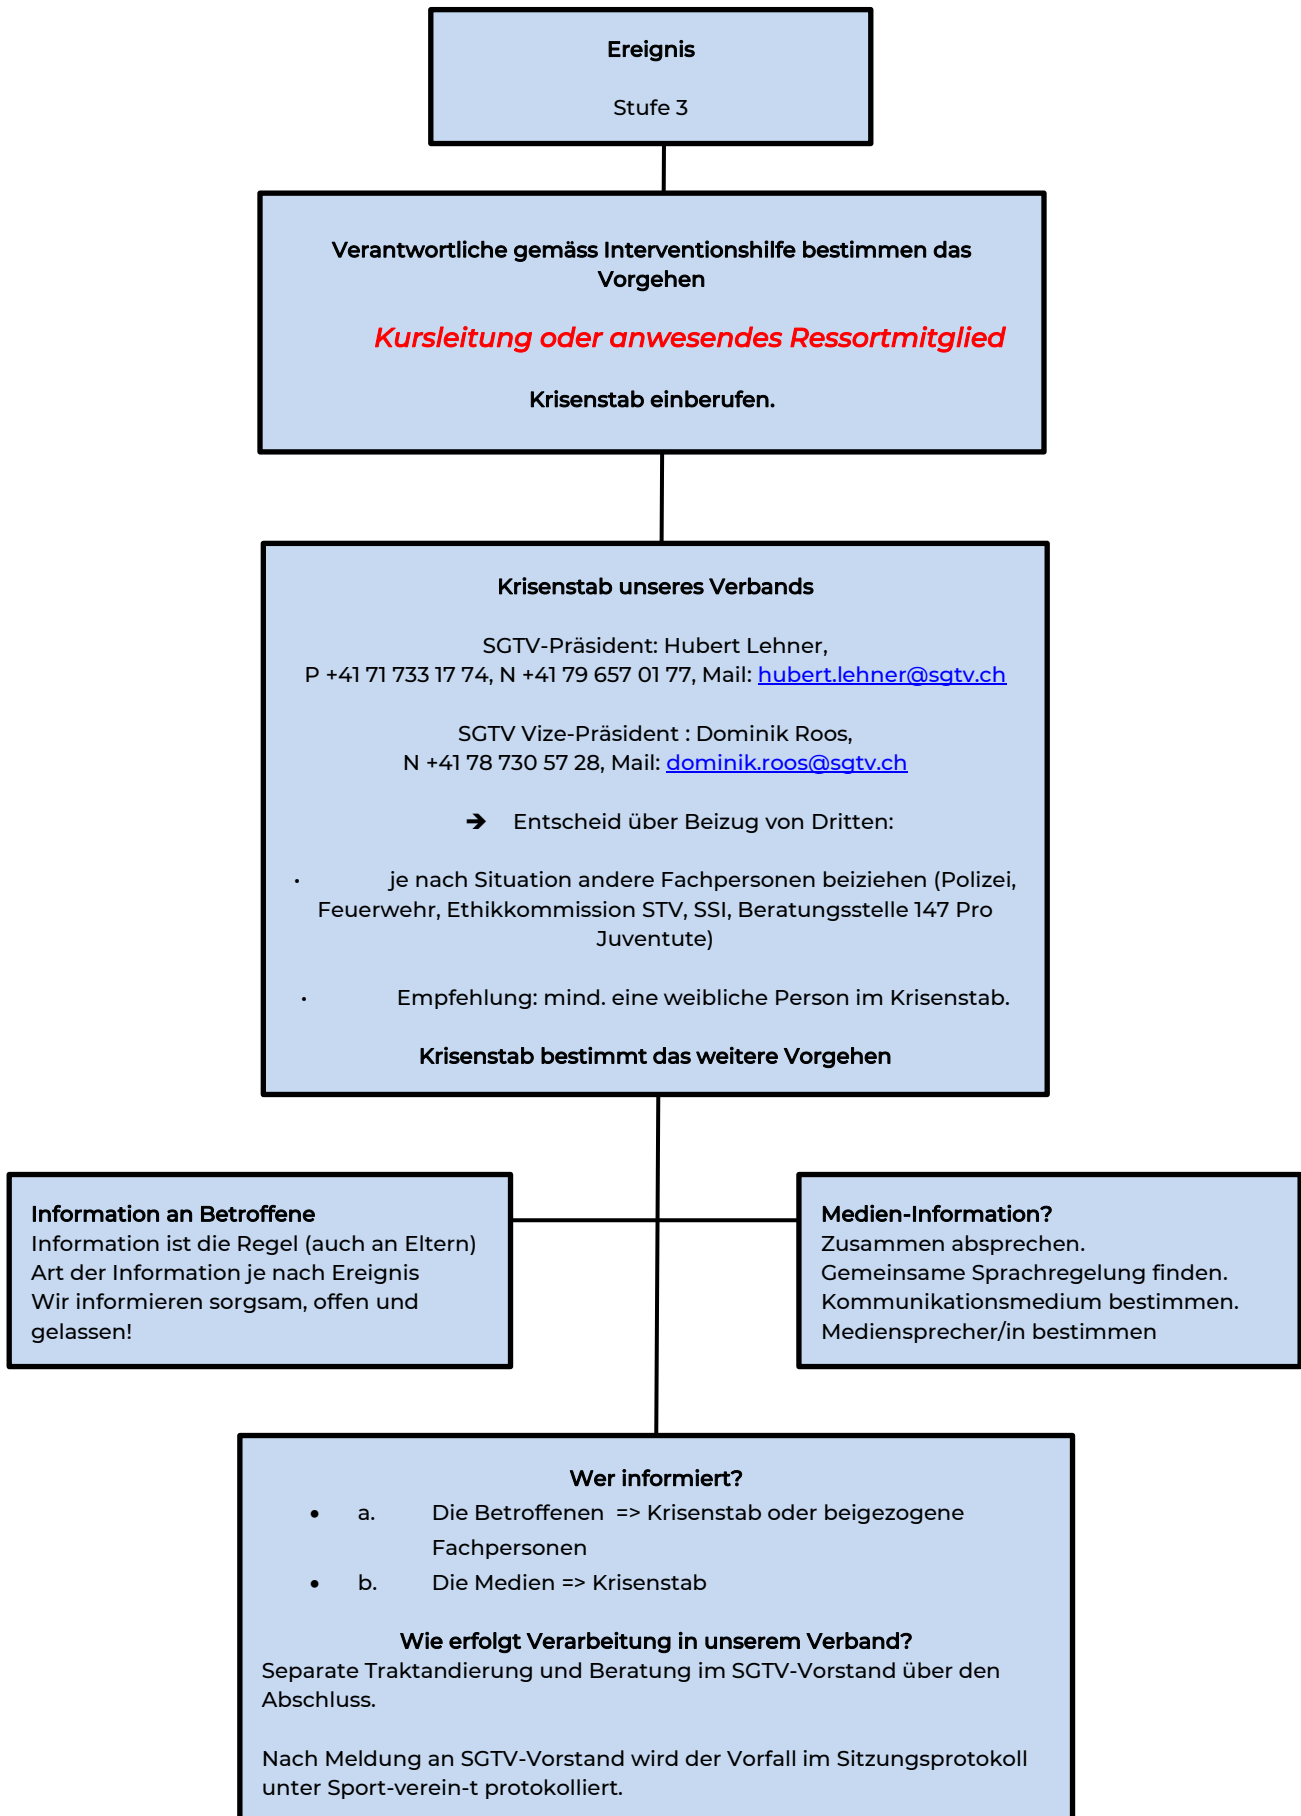 Ereignis
Stufe 3
Verantwortliche gemäss Interventionshilfe bestimmen das
Vorgehen
Kursleitung oder anwesendes Ressortmitglied
Krisenstab einberufen.
Krisenstab unseres Verbands
SGTV-Präsident: Hubert Lehner,
P +41 71 733 17 74, N +41 79 657 01 77, Mail: hubert.lehner@sgtv.ch
SGTV Vize-Präsident : Dominik Roos,
N +41 78 730 57 28, Mail: dominik.roos@sgtv.ch
➔ Entscheid über Beizug von Dritten:
· je nach Situation andere Fachpersonen beiziehen (Polizei,
Feuerwehr, Ethikkommission STV, SSI, Beratungsstelle 147 Pro
Juventute)
· Empfehlung: mind. eine weibliche Person im Krisenstab.
Krisenstab bestimmt das weitere Vorgehen
Information an Betroffene
Information ist die Regel (auch an Eltern)
Art der Information je nach Ereignis
Wir informieren sorgsam, offen und
gelassen!
Medien-Information?
Zusammen absprechen.
Gemeinsame Sprachregelung finden.
Kommunikationsmedium bestimmen.
Mediensprecher/in bestimmen
Wer informiert?
• a. Die Betroffenen => Krisenstab oder beigezogene
Fachpersonen
• b. Die Medien => Krisenstab
Wie erfolgt Verarbeitung in unserem Verband?
Separate Traktandierung und Beratung im SGTV-Vorstand über den
Abschluss.
Nach Meldung an SGTV-Vorstand wird der Vorfall im Sitzungsprotokoll
unter Sport-verein-t protokolliert.